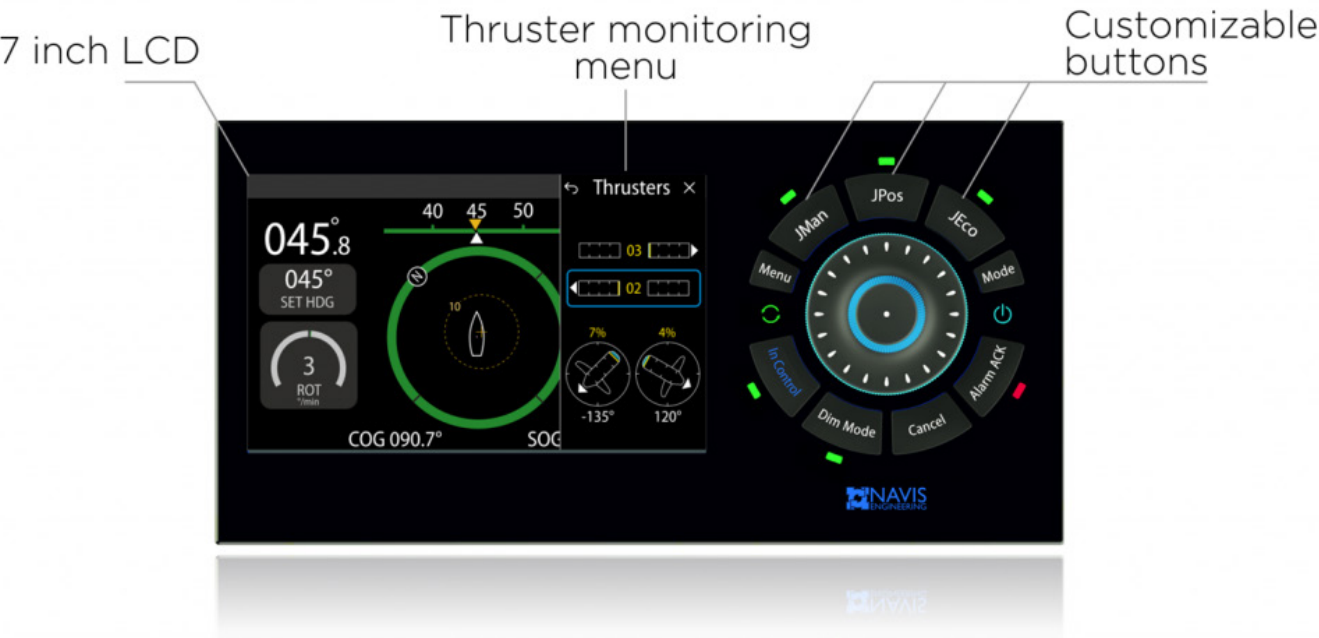 7 inch LCD
Thruster monitoring
menu
Customizable
buttons
40 45 50
045°.8
045°
SET HDG
3
ROT
°/min
N
10
COG 090.7°
SOG
Thrusters
03
02
7%
4%
-135°
120°
JMan
JPos
JEco
Menu
Mode
In Control
Alarm ACK
Dim Mode
Cancel
NAVIS
ENGINEERING